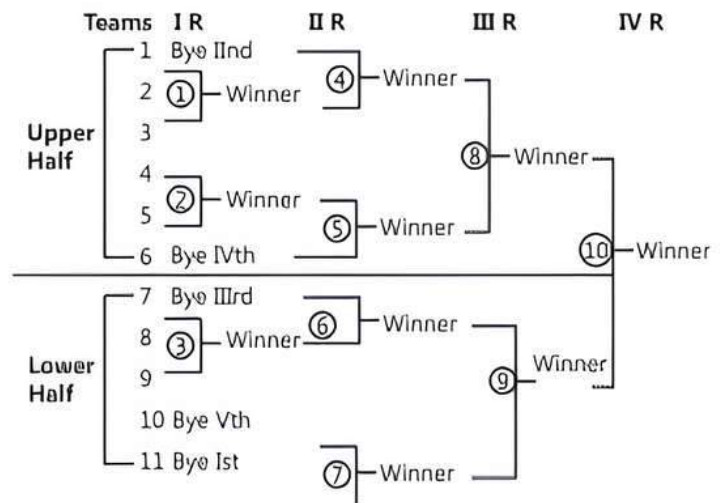 Teams I R II R III R IV R
1 Bye IInd ④ Winner
2 ① Winner
Upper Half
3 ⑧ Winner
4
② Winner
5 ⑤ Winner
6 Bye IVth ⑩ Winner
7 Bye IIIrd
8 ③ Winner ⑥ Winner
Lower Half
9 ⑨ Winner
10 Bye Vth
11 Bye Ist ⑦ Winner